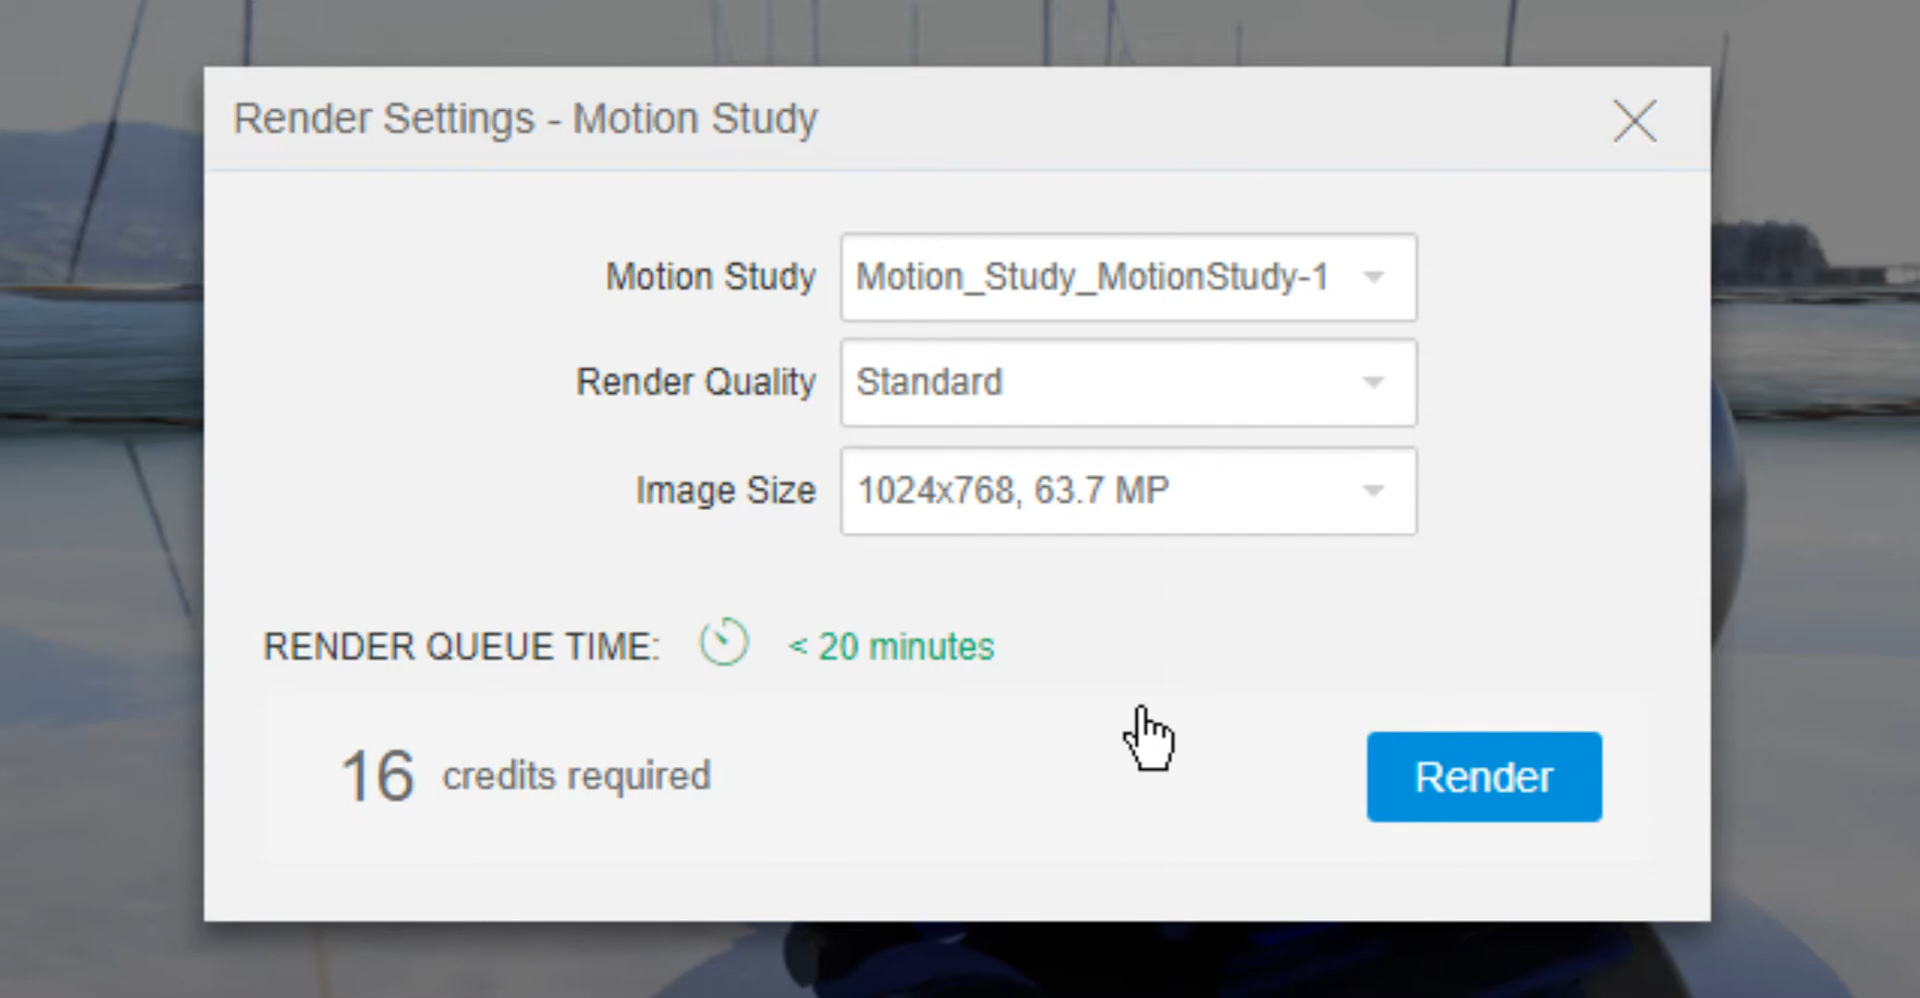 Render Settings - Motion Study
Motion Study Motion_Study_MotionStudy-1
Render Quality Standard
Image Size 1024x768, 63.7 MP
RENDER QUEUE TIME: < 20 minutes
16 credits required Render